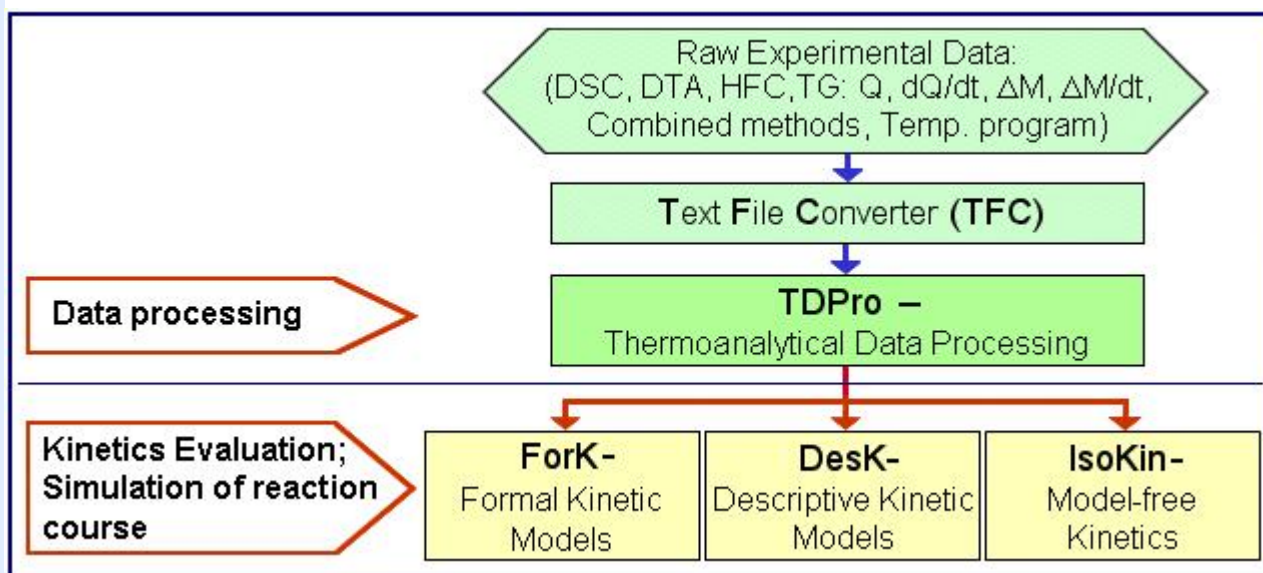 Raw Experimental Data:
(DSC, DTA, HFC,TG: Q, dQ/dt, ΔM, ΔM/dt,
Combined methods, Temp. program)
Text File Converter (TFC)
Data processing
TDPro –
Thermoanalytical Data Processing
Kinetics Evaluation;
Simulation of reaction
course
ForK-
Formal Kinetic
Models
DesK-
Descriptive Kinetic
Models
IsoKin-
Model-free
Kinetics